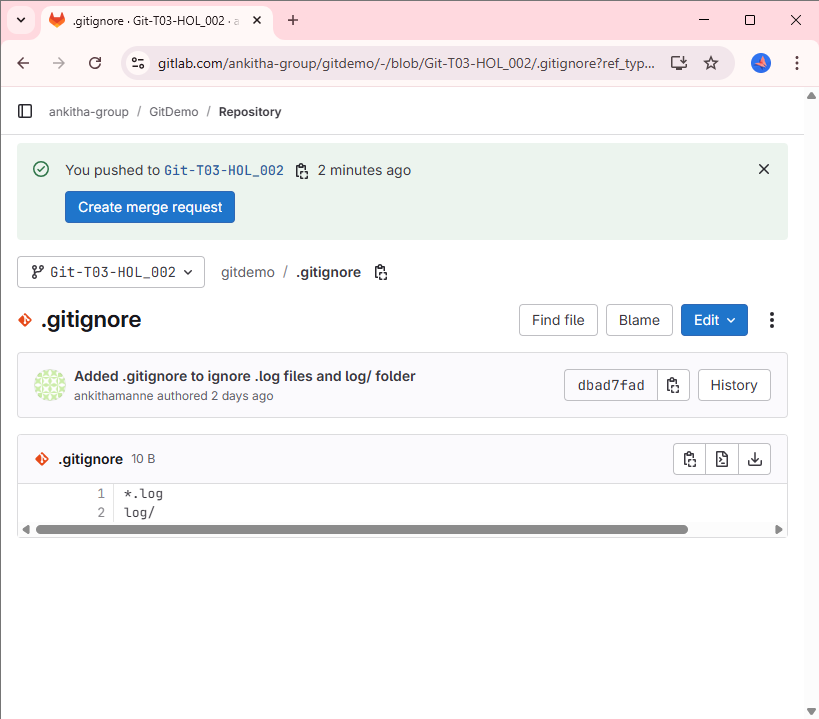 .gitignore · Git-T03-HOL_002 · a
gitlab.com/ankitha-group/gitdemo/-/blob/Git-T03-HOL_002/.gitignore?ref_typ...
ankitha-group / GitDemo / Repository
You pushed to Git-T03-HOL_002 2 minutes ago
Create merge request
Git-T03-HOL_002 gitdemo / .gitignore
.gitignore Find file Blame Edit
Added .gitignore to ignore .log files and log/ folder
ankithamanne authored 2 days ago
dbad7fad History
.gitignore 10 B
1 *.log
2 log/